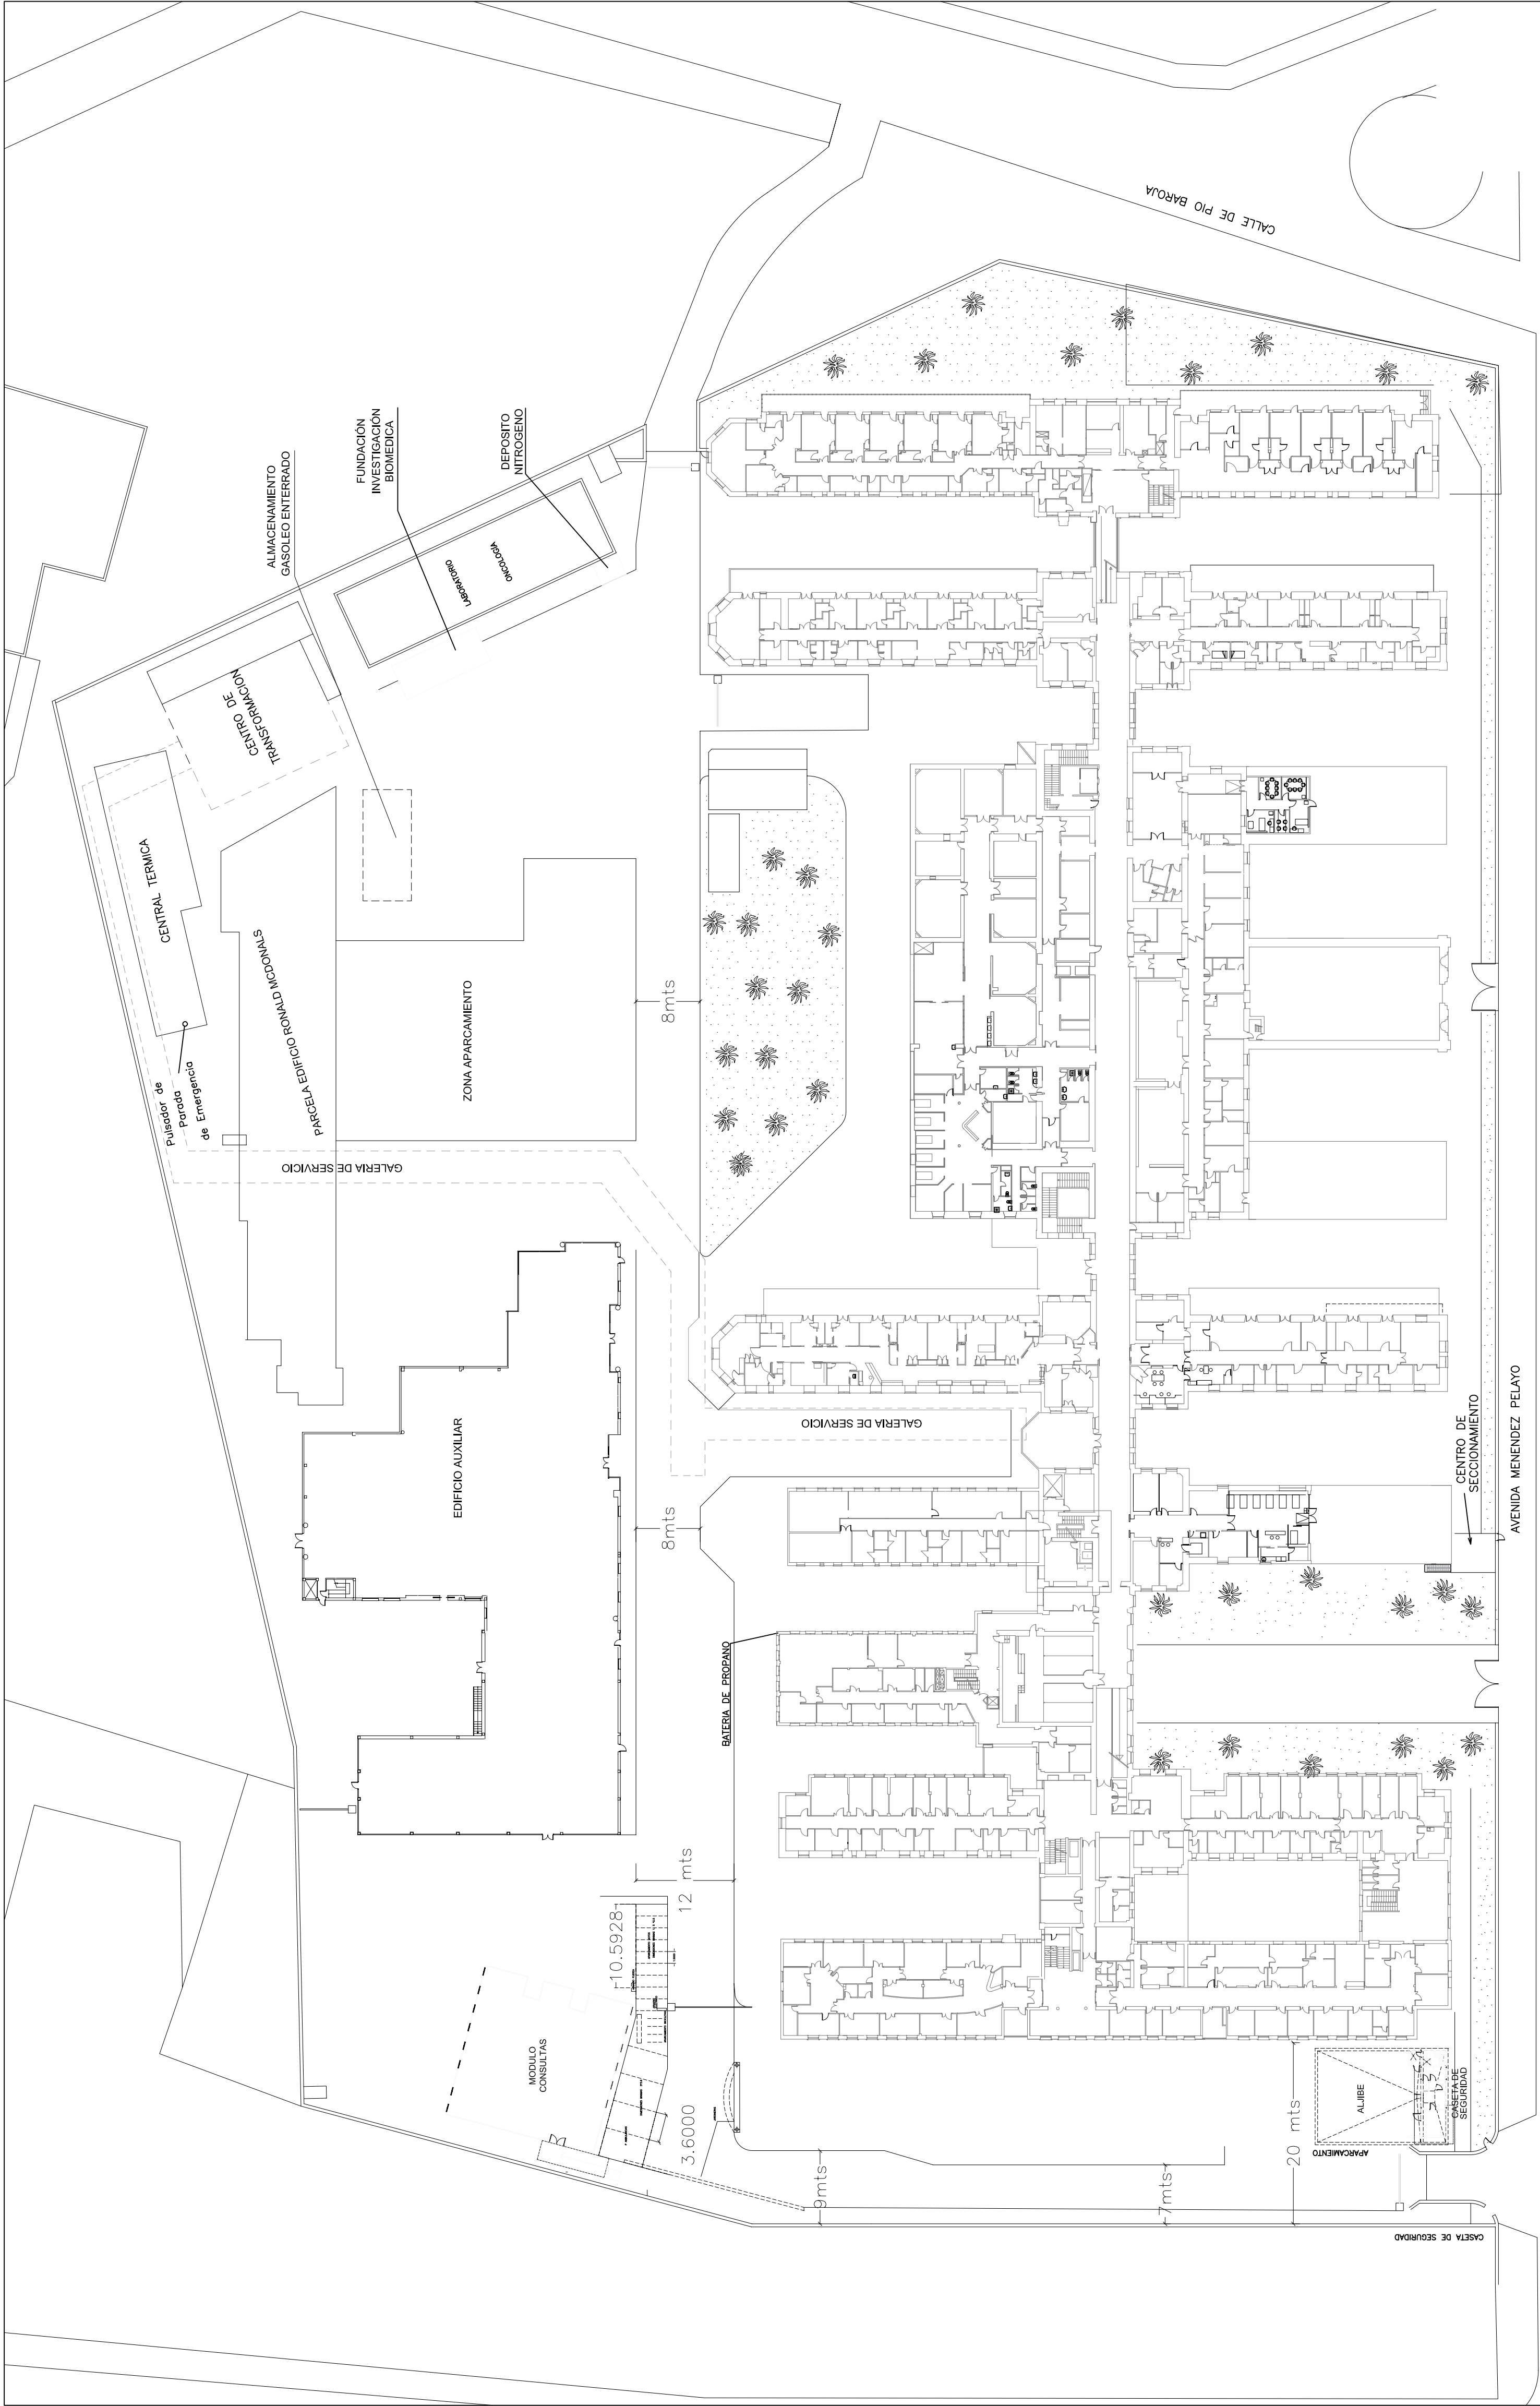 CALLE DE PIO BAROJA
ALMACENAMIENTO
GASOLEO ENTERRADO
FUNDACIÓN
INVESTIGACIÓN
BIOMEDICA
DEPOSITO
NITROGENO
LABORATORIO
ONCOLOGÍA
CENTRO DE
TRANSFORMACION
CENTRAL TERMICA
Pulsador de
Parada
de Emergencia
PARCELA EDIFICIO RONALD MCDONALS
ZONA APARCAMIENTO
8mts
GALERIA DE SERVICIO
GALERIA DE SERVICIO
EDIFICIO AUXILIAR
8mts
CENTRO DE
SECCIONAMIENTO
AVENIDA MENENDEZ PELAYO
BATERIA DE PROPANO
12 mts
10.5928
MODULO
CONSULTAS
3.6000
9mts
7mts
20 mts
ALJIBE
CASETA DE
SEGURIDAD
APARCAMIENTO
CASETA DE SEGURIDAD